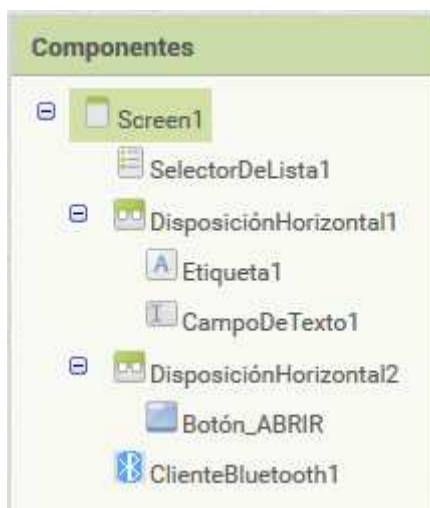 Componentes
Screen1
SelectorDeLista1
DisposiciónHorizontal1
A Etiqueta1
CampoDeTexto1
DisposiciónHorizontal2
Botón_ABRIR
ClienteBluetooth1